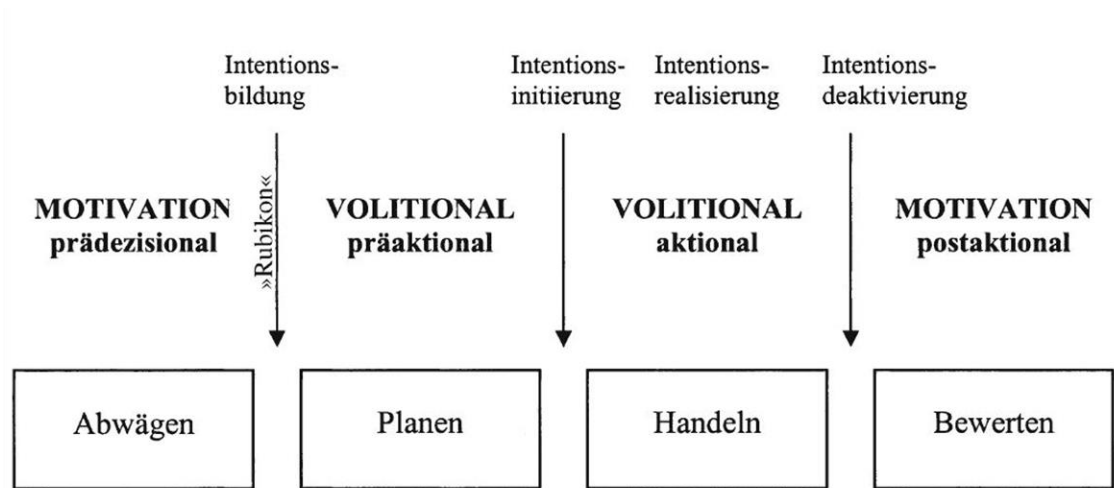 Intentions-
bildung
Intentions-
initiierung
Intentions-
realisierung
Intentions-
deaktivierung
»Rubikon«
MOTIVATION
prädezisional
VOLITIONAL
präaktional
VOLITIONAL
aktional
MOTIVATION
postaktional
Abwägen
Planen
Handeln
Bewerten